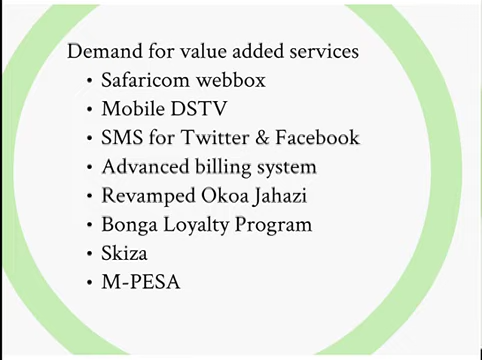 Demand for value added services
• Safaricom webbox
• Mobile DSTV
• SMS for Twitter & Facebook
• Advanced billing system
• Revamped Okoa Jahazi
• Bonga Loyalty Program
• Skiza
• M-PESA